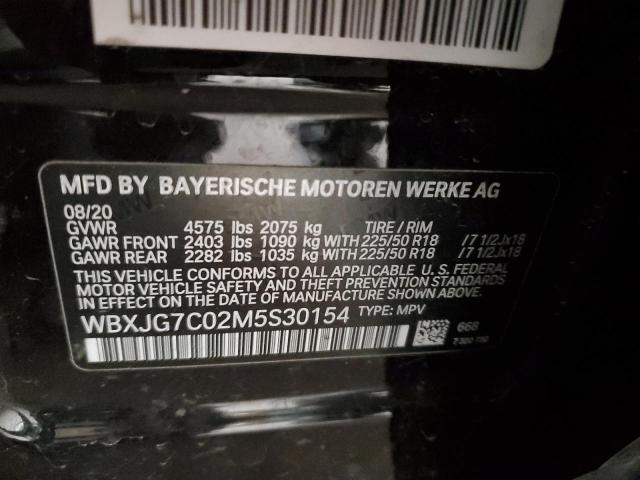 MFD BY BAYERISCHE MOTOREN WERKE AG
08/20
GVWR 4575 lbs 2075 kg TIRE / RIM
GAWR FRONT 2403 lbs 1090 kg WITH 225/50 R18 /7 1/2Jx18
GAWR REAR 2282 lbs 1035 kg WITH 225/50 R18 /7 1/2Jx18
THIS VEHICLE CONFORMS TO ALL APPLICABLE U. S. FEDERAL
MOTOR VEHICLE SAFETY AND THEFT PREVENTION STANDARDS
IN EFFECT ON THE DATE OF MANUFACTURE SHOWN ABOVE.
WBXJG7C02M5S30154 TYPE: MPV
668